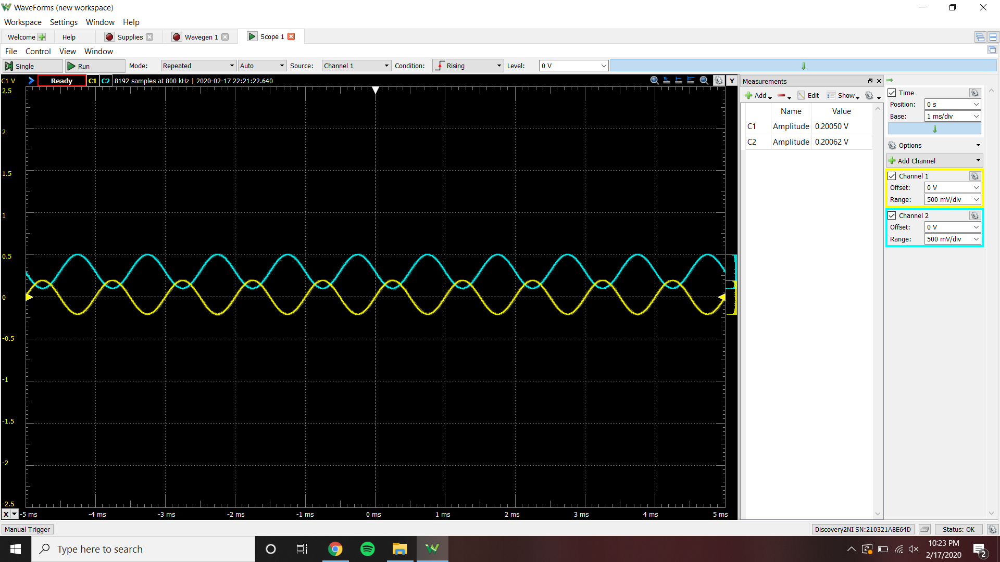 WaveForms (new workspace)
Workspace Settings Window Help
Welcome Help Supplies Wavegen 1 Scope 1
File Control View Window
Single Run Mode: Repeated Auto Source: Channel 1 Condition: Rising Level: 0 V
C1 V Ready C1 C2 8192 samples at 800 kHz | 2020-02-17 22:21:22.640 Y
2.5
2
1.5
1
0.5
0
-0.5
-1
-1.5
-2
-2.5
X -5 ms -4 ms -3 ms -2 ms -1 ms 0 ms 1 ms 2 ms 3 ms 4 ms 5 ms
Measurements
Add Edit Show
Name Value
C1 Amplitude 0.20050 V
C2 Amplitude 0.20062 V
Time
Position: 0 s
Base: 1 ms/div
Options
Add Channel
Channel 1
Offset: 0 V
Range: 500 mV/div
Channel 2
Offset: 0 V
Range: 500 mV/div
Manual Trigger Discovery2NI SN:210321ABE64D Status: OK
Type here to search
10:23 PM
2/17/2020
2